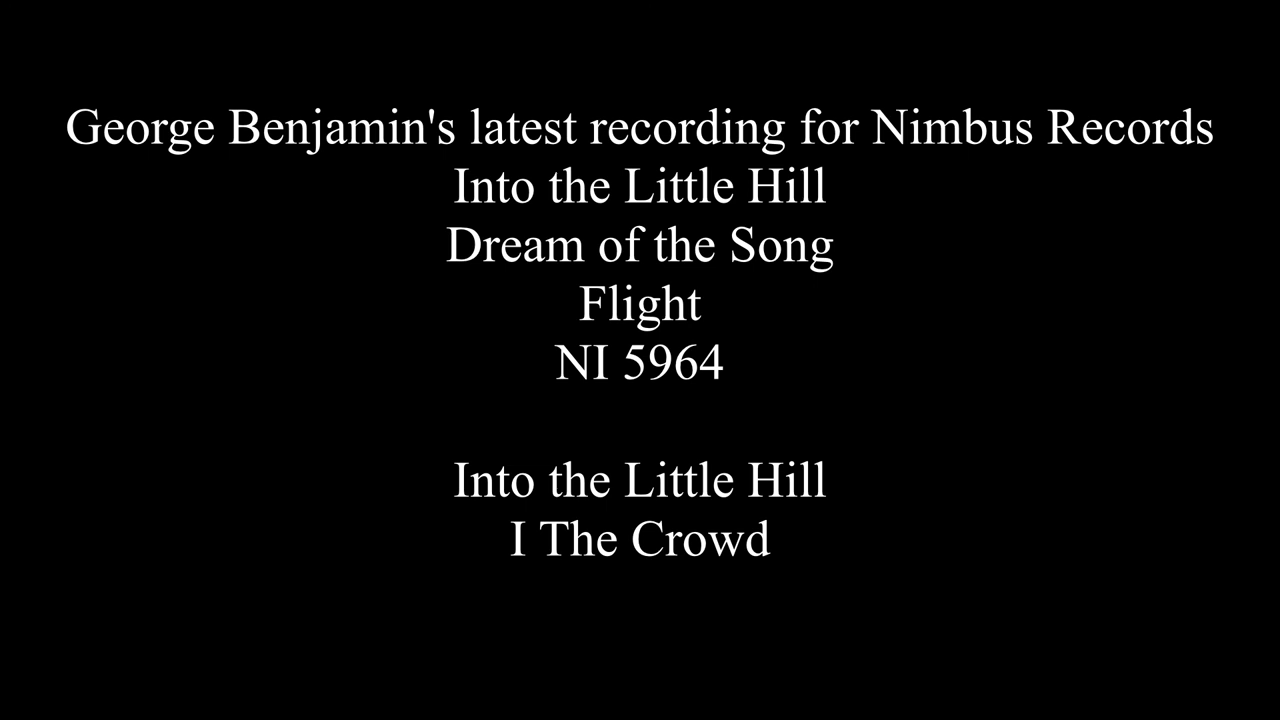 George Benjamin's latest recording for Nimbus Records
Into the Little Hill
Dream of the Song
Flight
NI 5964
Into the Little Hill
I The Crowd